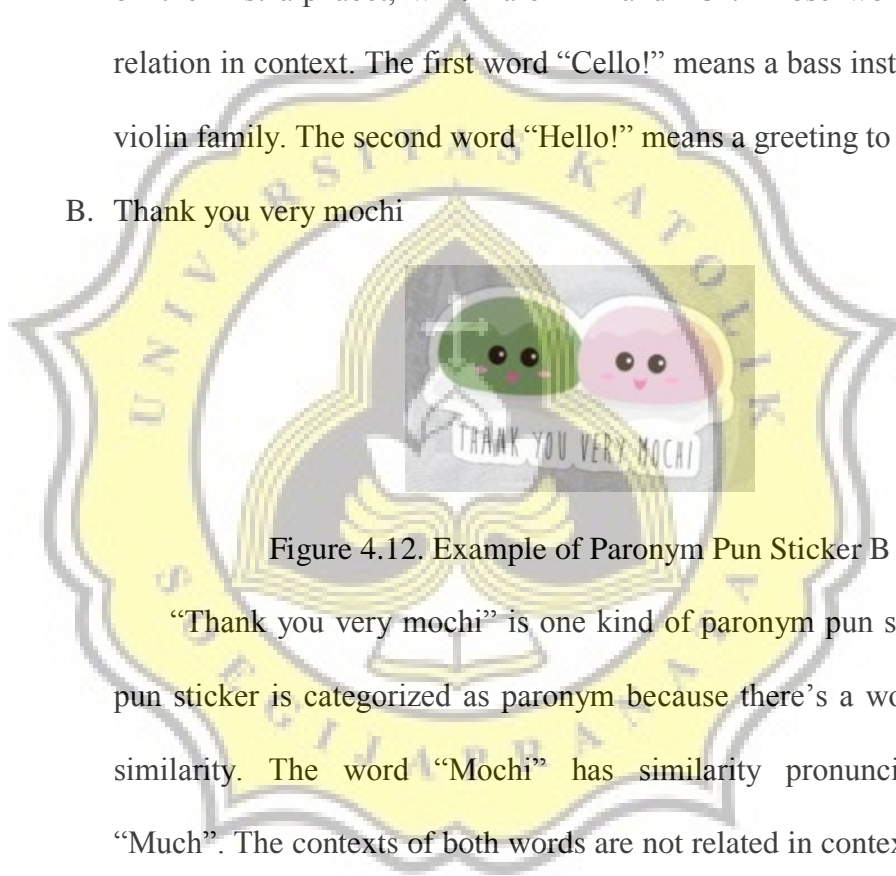 relation in context. The first word “Cello!” means a bass inst
violin family. The second word “Hello!” means a greeting to
B. Thank you very mochi
THANK YOU VERY MOCHI
Figure 4.12. Example of Paronym Pun Sticker B
“Thank you very mochi” is one kind of paronym pun s
pun sticker is categorized as paronym because there’s a wo
similarity. The word “Mochi” has similarity pronunci
“Much”. The contexts of both words are not related in contex
UNIVERSITAS KATOLIK
SOEGIJAPRANATA